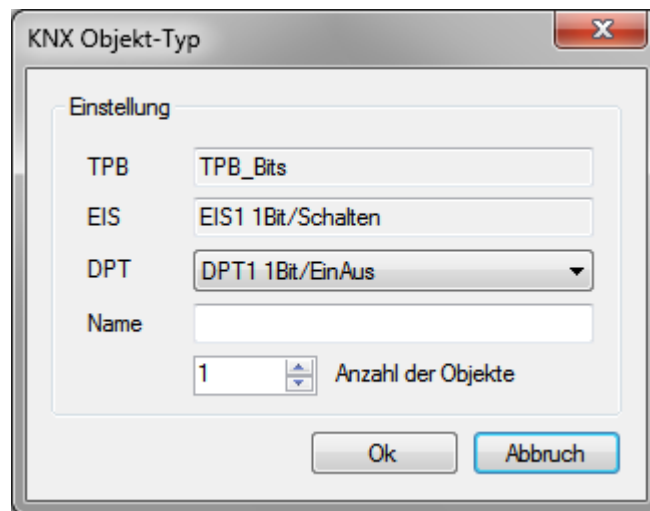 KNX Objekt-Typ
Einstellung
TPB TPB_Bits
EIS EIS1 1Bit/Schalten
DPT DPT1 1Bit/EinAus
Name
1 Anzahl der Objekte
Ok Abbruch